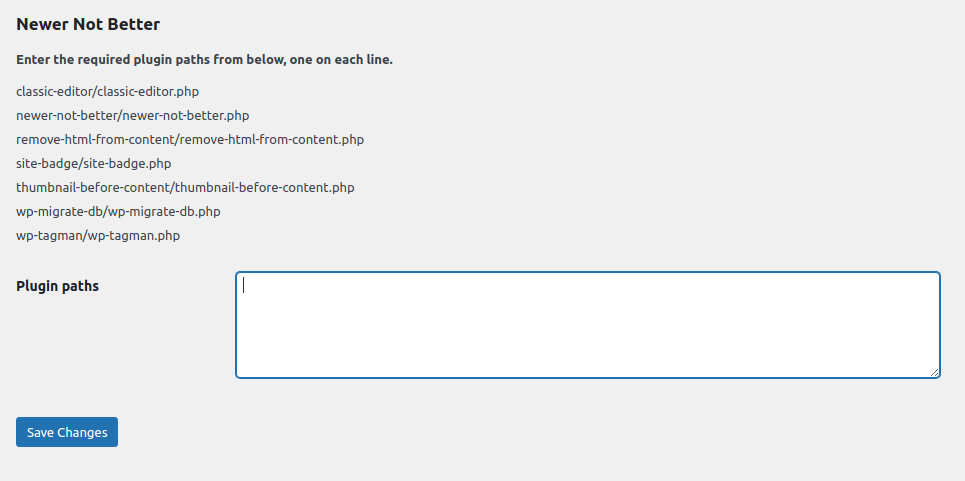 Newer Not Better
Enter the required plugin paths from below, one on each line.
classic-editor/classic-editor.php
newer-not-better/newer-not-better.php
remove-html-from-content/remove-html-from-content.php
site-badge/site-badge.php
thumbnail-before-content/thumbnail-before-content.php
wp-migrate-db/wp-migrate-db.php
wp-tagman/wp-tagman.php
Plugin paths
Save Changes